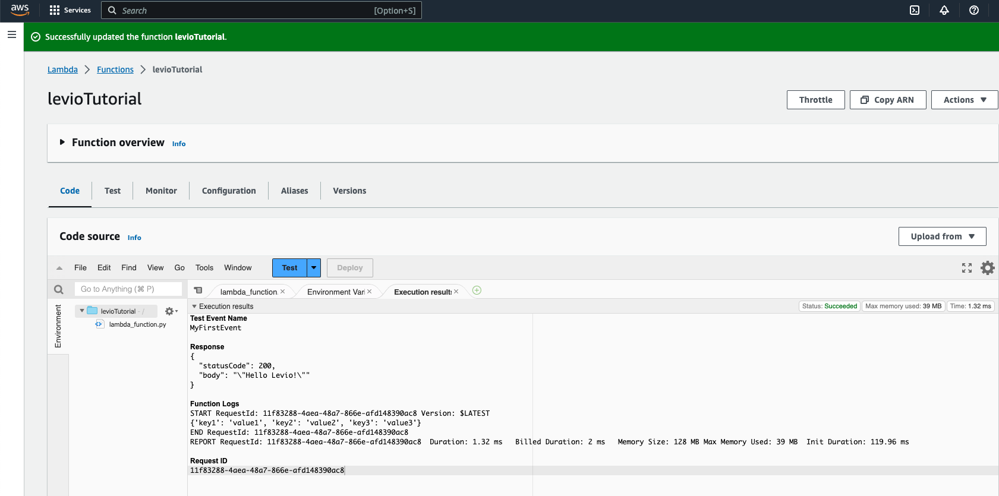 aws Services Search [Option+S]
Successfully updated the function levioTutorial.
Lambda Functions levioTutorial
levioTutorial
Throttle Copy ARN Actions
Function overview Info
Code Test Monitor Configuration Aliases Versions
Code source Info
Upload from
File Edit Find View Go Tools Window Test Deploy
Go to Anything (⌘ P)
lambda_function. Environment Vari Execution results
Environment
levioTutorial - /
lambda_function.py
Execution results
Status: Succeeded Max memory used: 39 MB Time: 1.32 ms
Test Event Name
MyFirstEvent
Response
{
"statusCode": 200,
"body": "\"Hello Levio!\""
}
Function Logs
START RequestId: 11f83288-4aea-48a7-866e-afd148390ac8 Version: $LATEST
{'key1': 'value1', 'key2': 'value2', 'key3': 'value3'}
END RequestId: 11f83288-4aea-48a7-866e-afd148390ac8
REPORT RequestId: 11f83288-4aea-48a7-866e-afd148390ac8 Duration: 1.32 ms Billed Duration: 2 ms Memory Size: 128 MB Max Memory Used: 39 MB Init Duration: 119.96 ms
Request ID
11f83288-4aea-48a7-866e-afd148390ac8